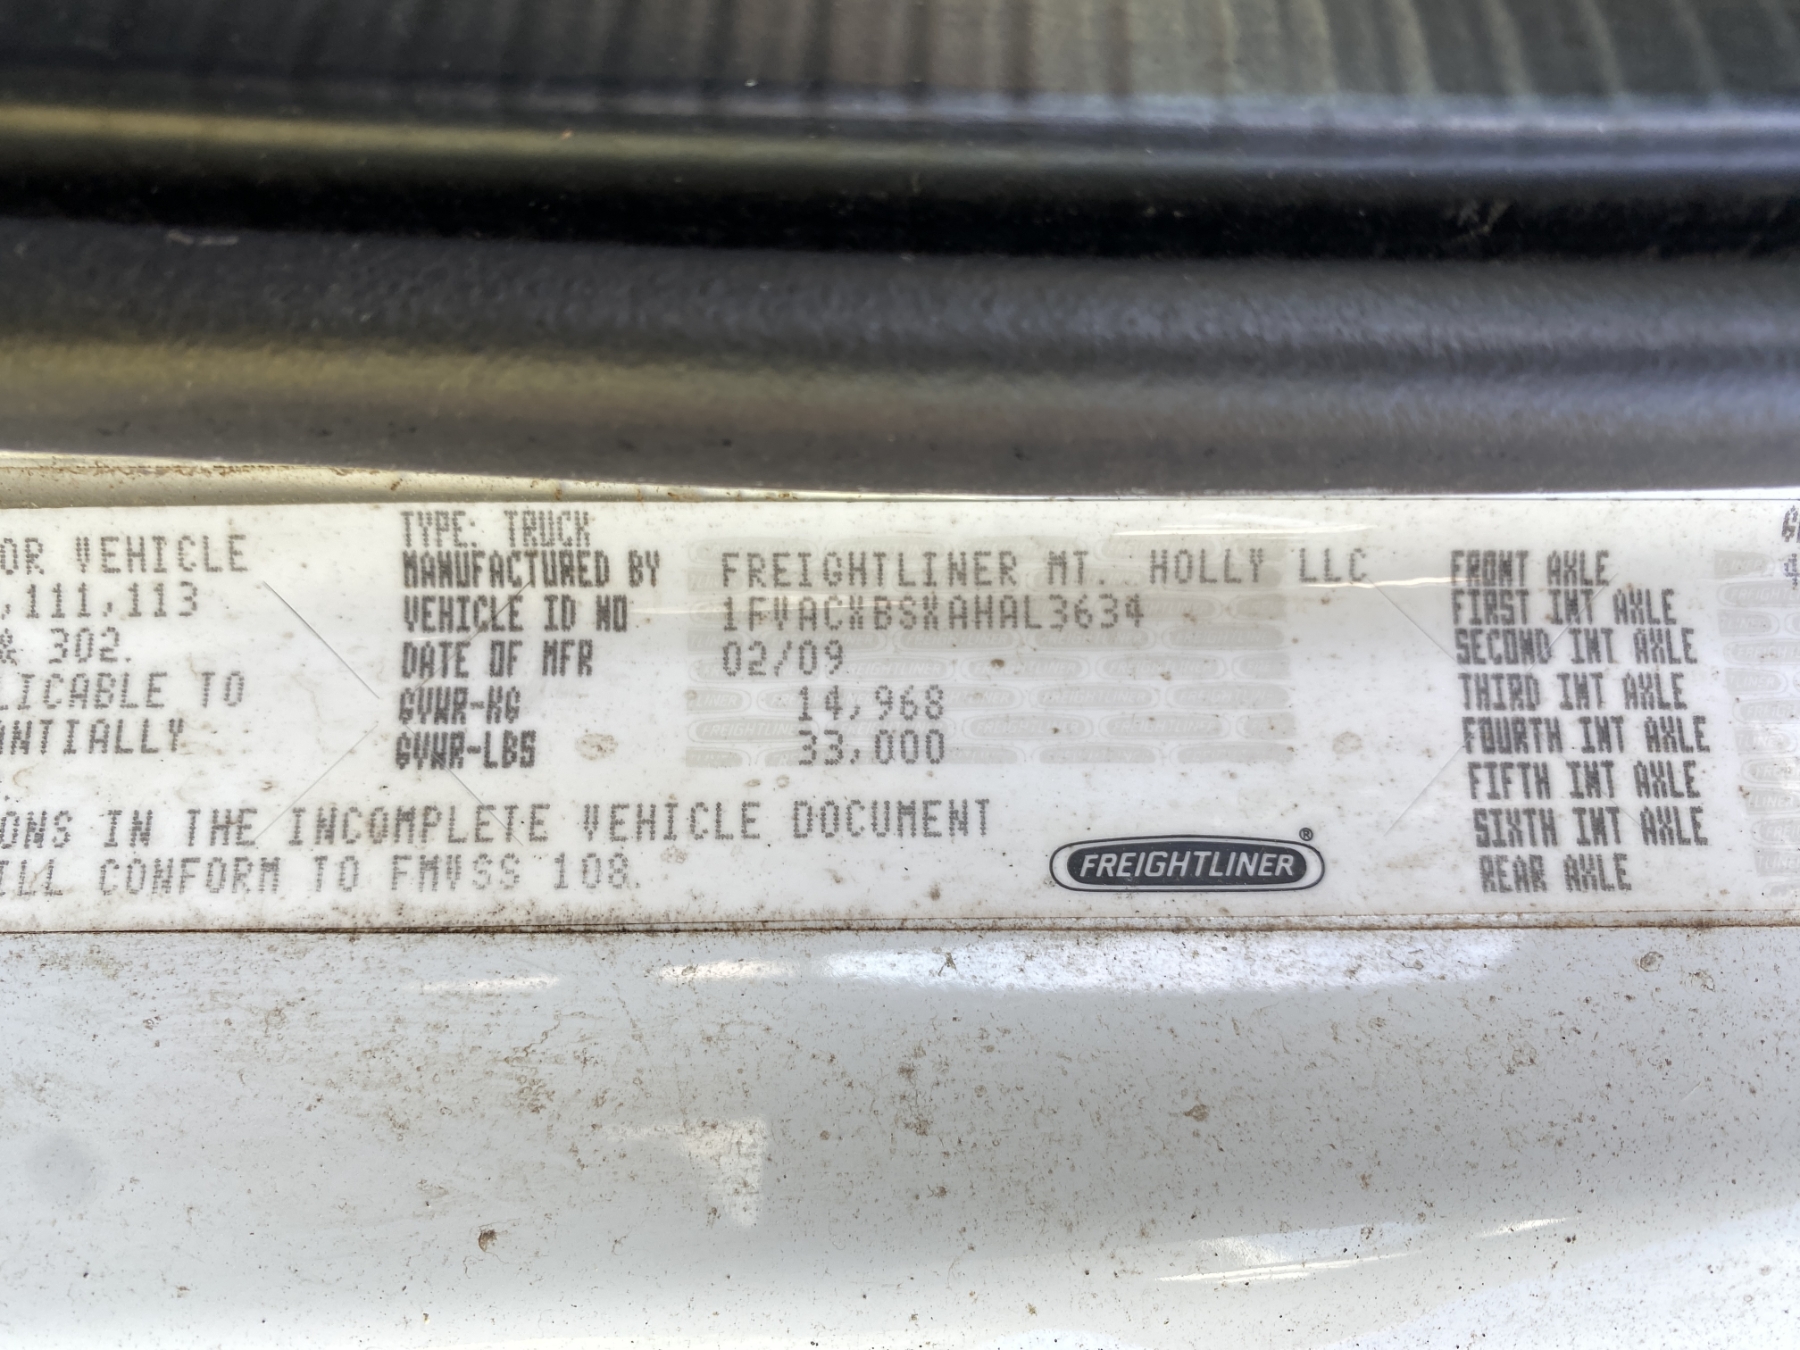 OR VEHICLE
,111,113
& 302.
LICABLE TO
ANTIALLY
ONS IN THE INCOMPLETE VEHICLE DOCUMENT
ILL CONFORM TO FMVSS 108.
TYPE: TRUCK
MANUFACTURED BY FREIGHTLINER MT. HOLLY LLC
VEHICLE ID NO 1FVACXBSXAHAL3634
DATE OF MFR 02/09
GVWR-KG 14,968
GVWR-LBS 33,000
FREIGHTLINER®
FRONT AXLE
FIRST INT AXLE
SECOND INT AXLE
THIRD INT AXLE
FOURTH INT AXLE
FIFTH INT AXLE
SIXTH INT AXLE
REAR AXLE